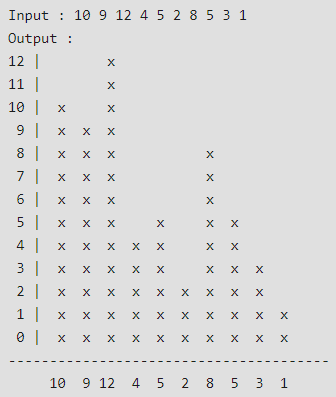 Input : 10 9 12 4 5 2 8 5 3 1
Output :
12 |        x
11 |        x
10 |  x     x
 9 |  x  x  x
 8 |  x  x  x           x
 7 |  x  x  x           x
 6 |  x  x  x           x
 5 |  x  x  x     x     x  x
 4 |  x  x  x  x  x     x  x
 3 |  x  x  x  x  x     x  x  x
 2 |  x  x  x  x  x  x  x  x  x
 1 |  x  x  x  x  x  x  x  x  x  x
 0 |  x  x  x  x  x  x  x  x  x  x
---------------------------------------
     10  9 12  4  5  2  8  5  3  1